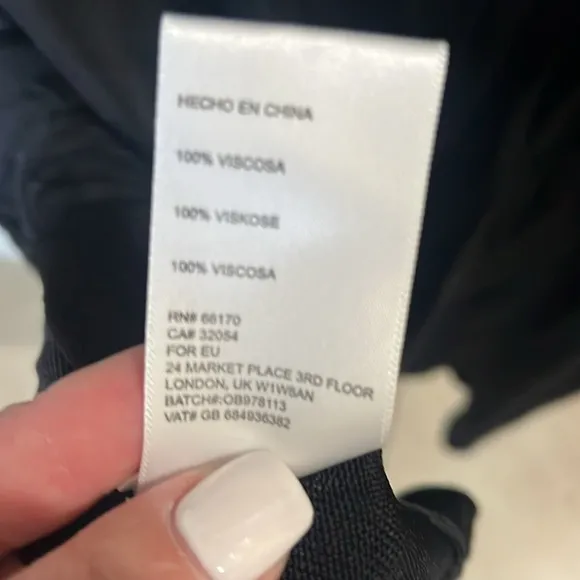 HECHO EN CHINA
100% VISCOSA
100% VISKOSE
100% VISCOSA
RN# 66170
CA# 32054
FOR EU
24 MARKET PLACE 3RD FLOOR
LONDON, UK W1W8AN
BATCH#:OB978113
VAT# GB 684936382